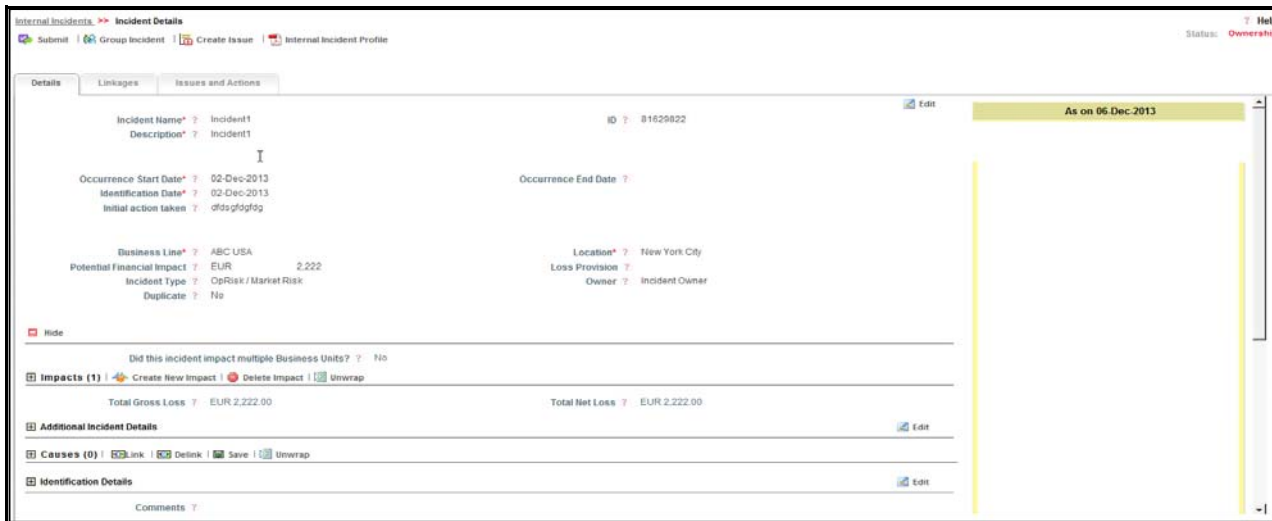 Internal Incidents >> Incident Details
? Hel
Submit | Group Incident | Create Issue | Internal Incident Profile
Status: Ownershi
Details Linkages Issues and Actions
Edit
As on 06-Dec-2013
Incident Name* ? Incident1
ID ? 81629822
Description* ? Incident1
Occurrence Start Date* ? 02-Dec-2013
Occurrence End Date ?
Identification Date* ? 02-Dec-2013
Initial action taken ? dfdsgfdgfdg
Business Line* ? ABC USA
Location* ? New York City
Potential Financial Impact ? EUR 2,222
Loss Provision ?
Incident Type ? OpRisk / Market Risk
Owner ? Incident Owner
Duplicate ? No
Hide
Did this incident impact multiple Business Units? ? No
Impacts (1) | Create New Impact | Delete Impact | Unwrap
Total Gross Loss ? EUR 2,222.00
Total Net Loss ? EUR 2,222.00
Additional Incident Details
Edit
Causes (0) | Link | Delink | Save | Unwrap
Identification Details
Edit
Comments ?